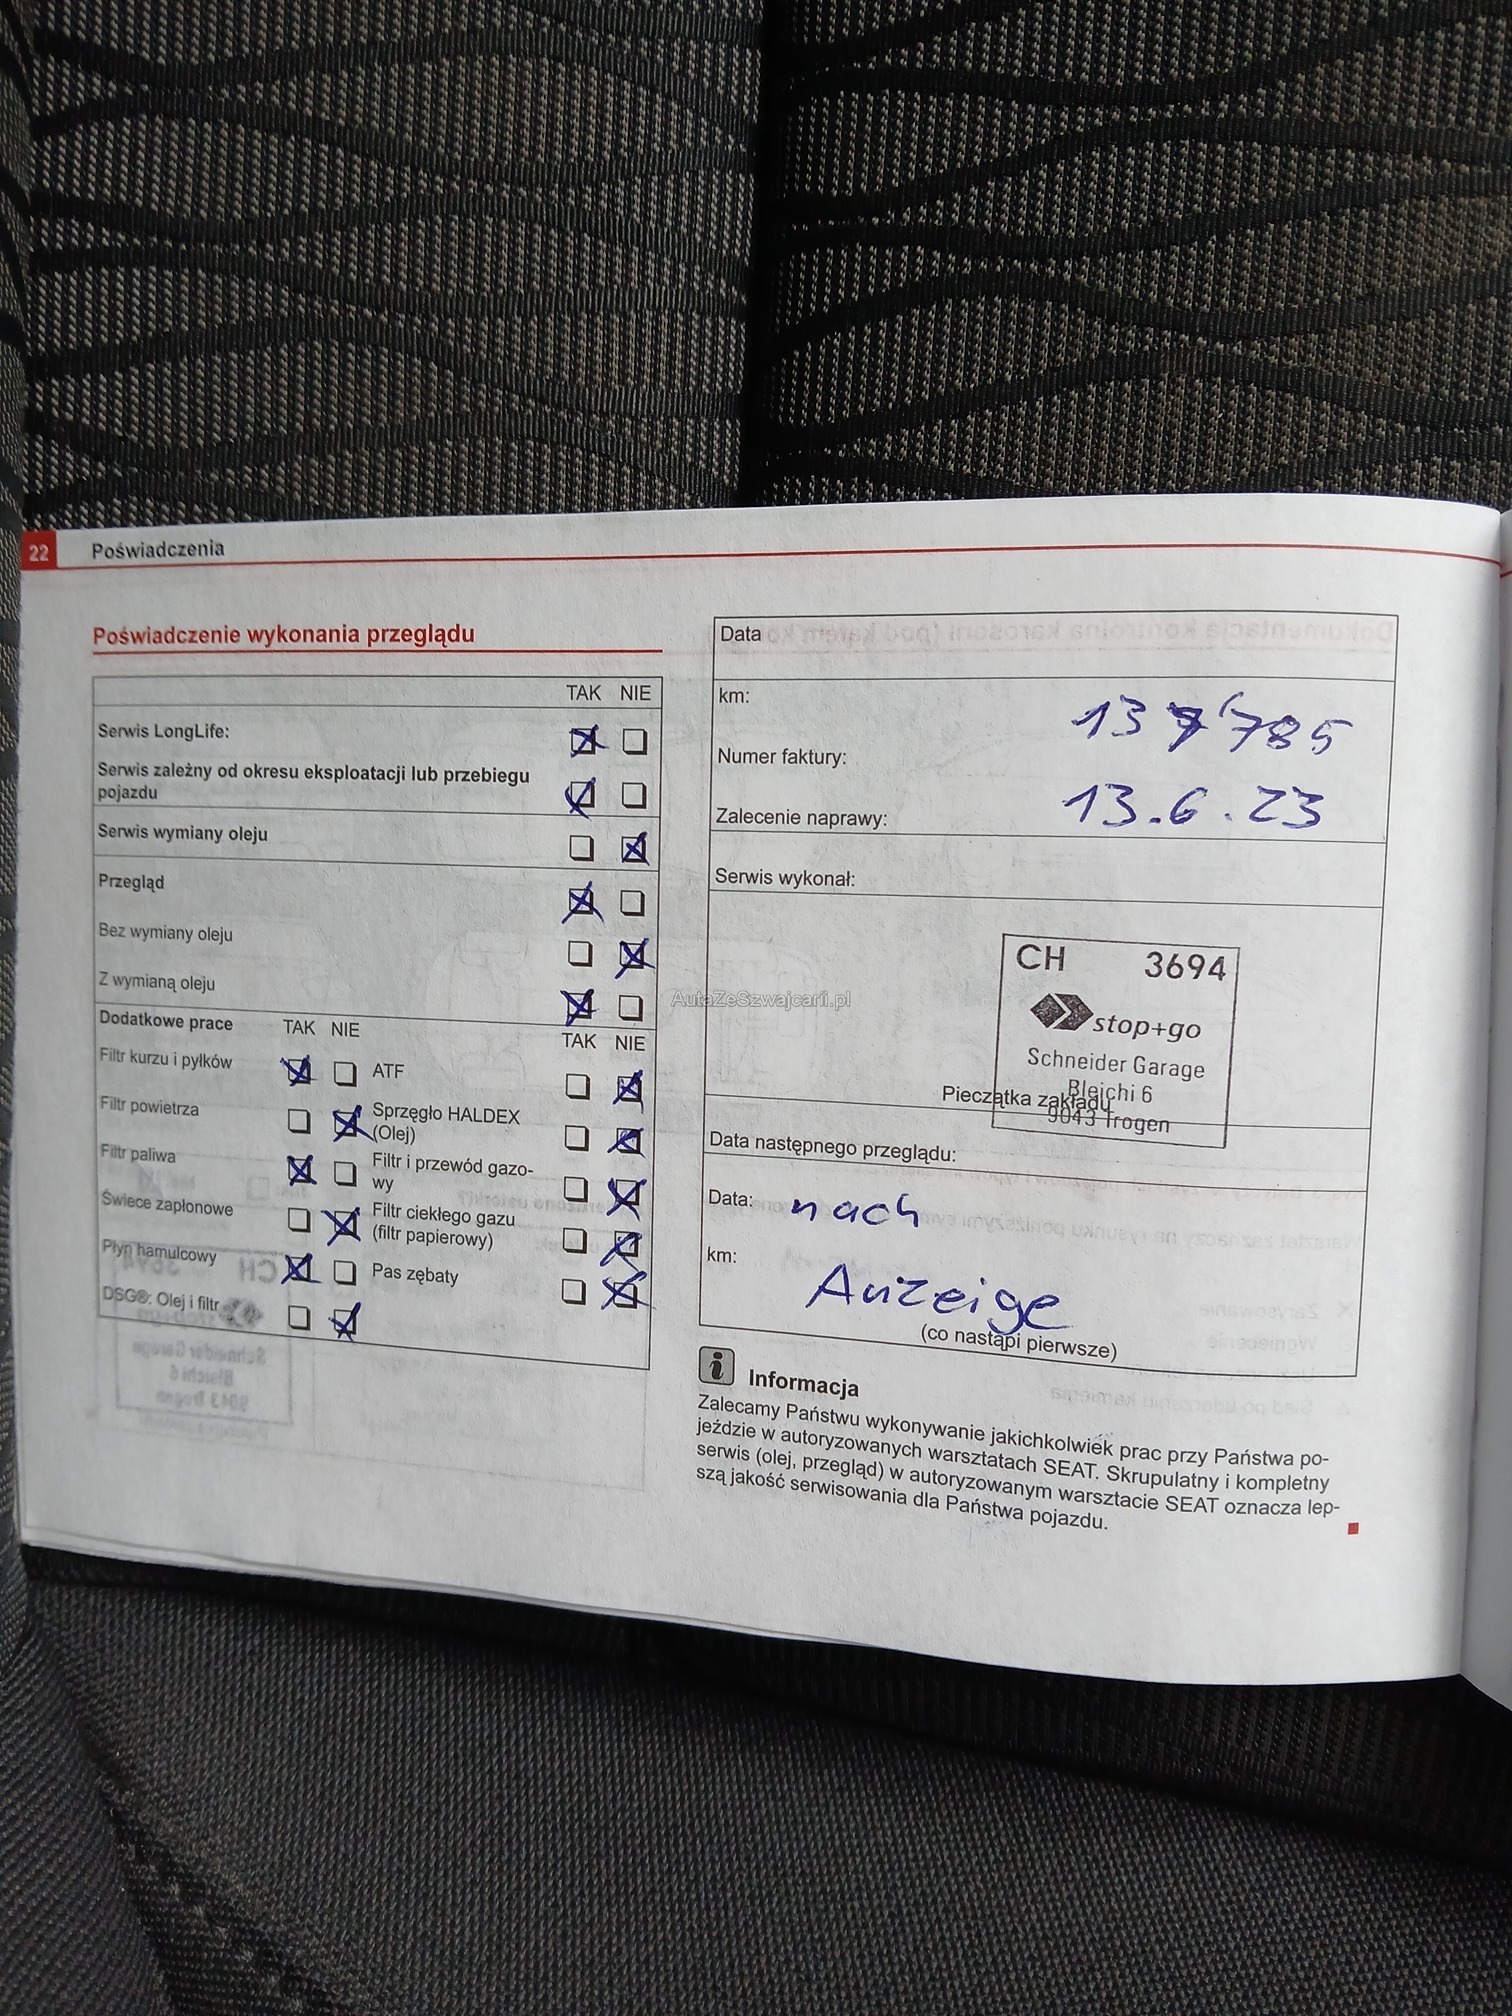 22 Poświadczenia
Poświadczenie wykonania przeglądu
TAK NIE
Serwis LongLife:
Serwis zależny od okresu eksploatacji lub przebiegu
pojazdu
Serwis wymiany oleju
Przegląd
Bez wymiany oleju
Z wymianą oleju
Dodatkowe prace TAK NIE TAK NIE
Filtr kurzu i pyłków
Filtr powietrza
Filtr paliwa
Świece zapłonowe
Płyn hamulcowy
DSG®: Olej i filtr
ATF
Sprzęgło HALDEX
(Olej)
Filtr i przewód gazo-
wy
Filtr ciekłego gazu
(filtr papierowy)
Pas zębaty
Data
km:
Numer faktury:
13.6.23
Zalecenie naprawy:
Serwis wykonał:
CH 3694
stop+go
Schneider Garage
Bleichi 6
9043 Trogen
Pieczątka zakładu
Data następnego przeglądu:
Data: nach
km: Anzeige
(co nastąpi pierwsze)
Informacja
Zalecamy Państwu wykonywanie jakichkolwiek prac przy Państwa po-
jeździe w autoryzowanych warsztatach SEAT. Skrupulatny i kompletny
serwis (olej, przegląd) w autoryzowanym warsztacie SEAT oznacza lep-
szą jakość serwisowania dla Państwa pojazdu.
AutaZeSzwajcarii.pl